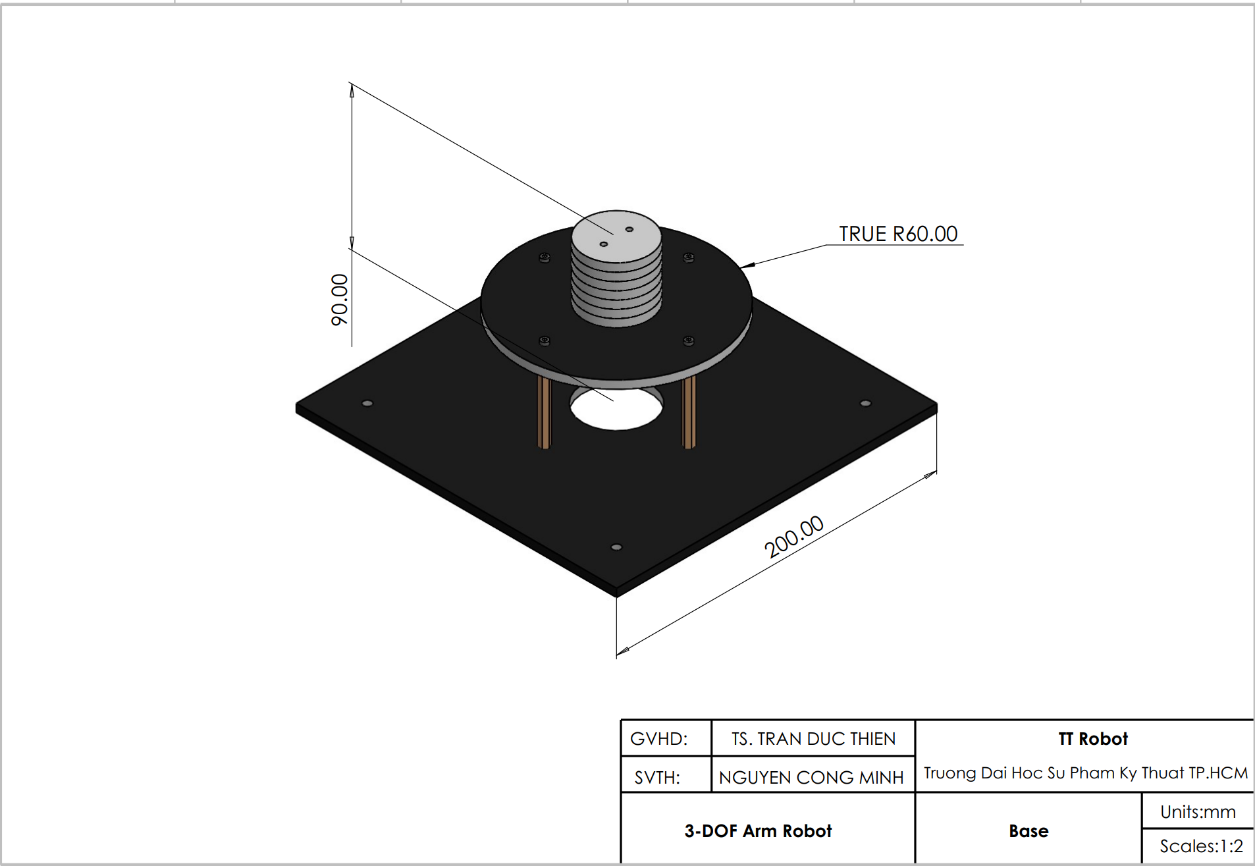 TRUE R60.00
90.00
200.00
GVHD: TS. TRAN DUC THIEN
SVTH: NGUYEN CONG MINH
TT Robot
Truong Dai Hoc Su Pham Ky Thuat TP.HCM
3-DOF Arm Robot
Base
Units:mm
Scales:1:2